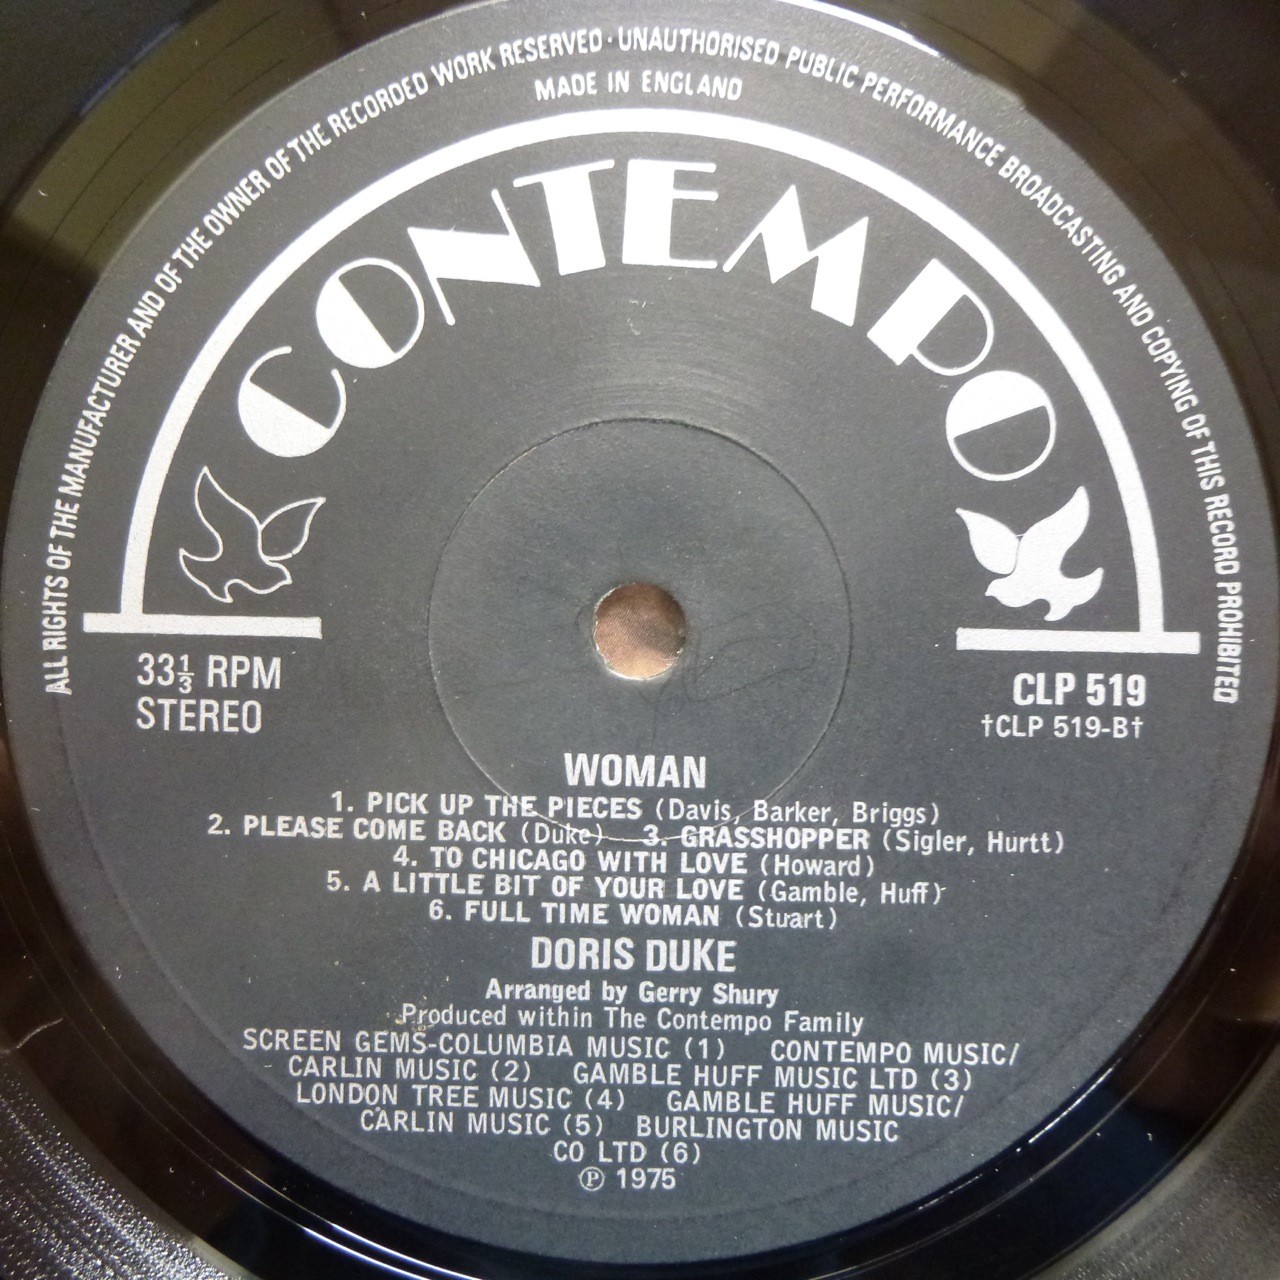 ALL RIGHTS OF THE MANUFACTURER AND OF THE OWNER OF THE RECORDED WORK RESERVED · UNAUTHORISED PUBLIC PERFORMANCE BROADCASTING AND COPYING OF THIS RECORD PROHIBITED
MADE IN ENGLAND
CONTEMPO
33⅓ RPM
STEREO
CLP 519
†CLP 519-B†
WOMAN
1. PICK UP THE PIECES (Davis, Barker, Briggs)
2. PLEASE COME BACK (Duke) 3. GRASSHOPPER (Sigler, Hurtt)
4. TO CHICAGO WITH LOVE (Howard)
5. A LITTLE BIT OF YOUR LOVE (Gamble, Huff)
6. FULL TIME WOMAN (Stuart)
DORIS DUKE
Arranged by Gerry Shury
Produced within The Contempo Family
SCREEN GEMS-COLUMBIA MUSIC (1) CONTEMPO MUSIC/
CARLIN MUSIC (2) GAMBLE HUFF MUSIC LTD (3)
LONDON TREE MUSIC (4) GAMBLE HUFF MUSIC/
CARLIN MUSIC (5) BURLINGTON MUSIC
CO LTD (6)
℗ 1975